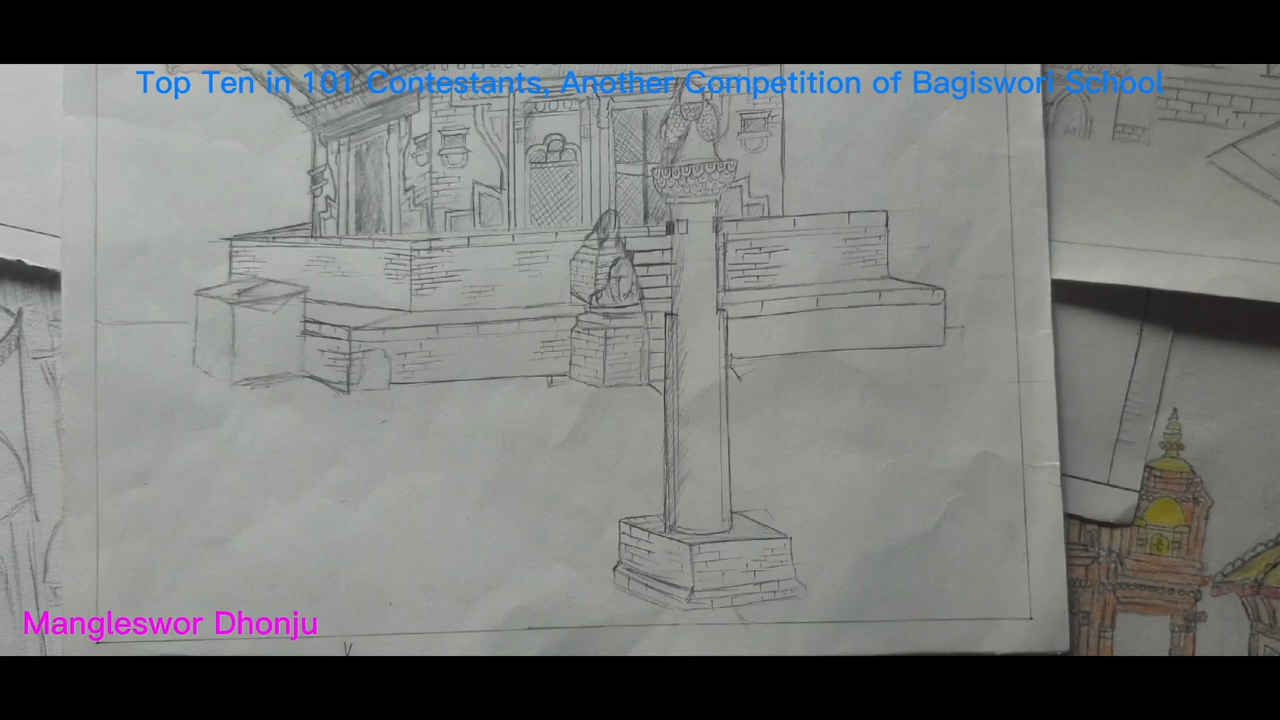 Top Ten in 101 Contestants, Another Competition of Bagiswori School
Mangleswor Dhonju